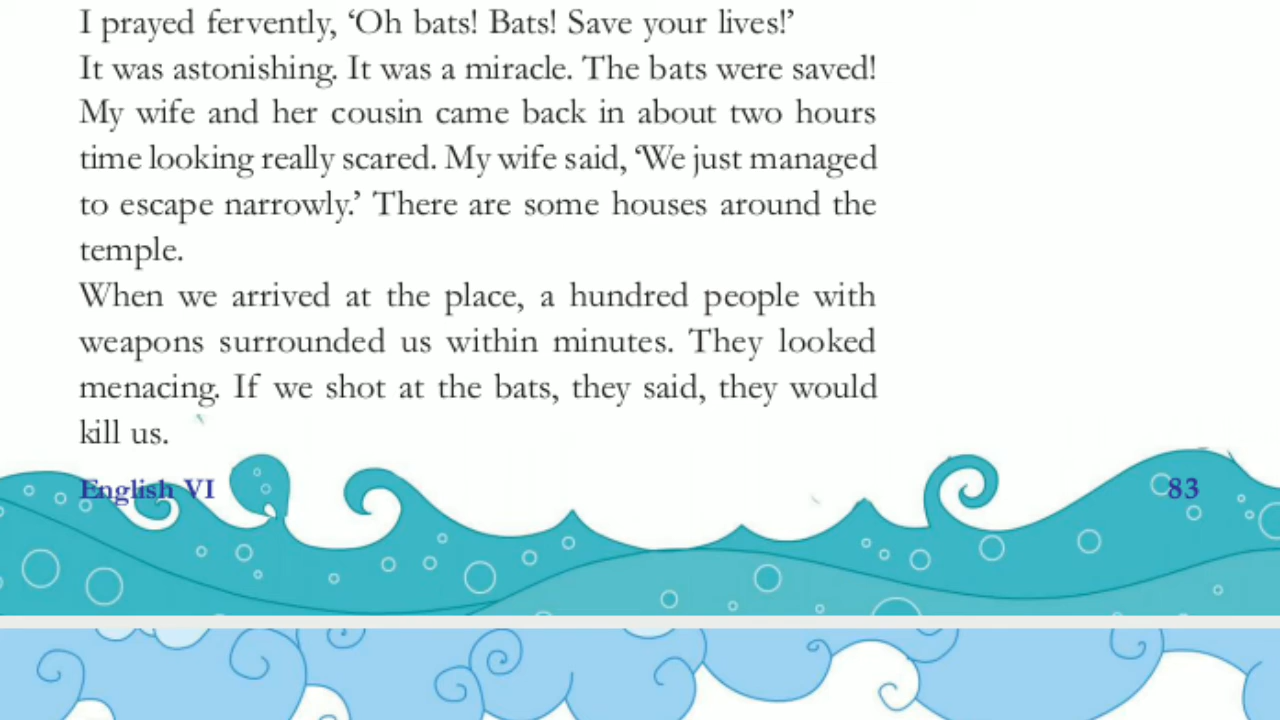 I prayed fervently, ‘Oh bats! Bats! Save your lives!’
It was astonishing. It was a miracle. The bats were saved!
My wife and her cousin came back in about two hours
time looking really scared. My wife said, ‘We just managed
to escape narrowly.’ There are some houses around the
temple.
When we arrived at the place, a hundred people with
weapons surrounded us within minutes. They looked
menacing. If we shot at the bats, they said, they would
kill us.
English VI
83